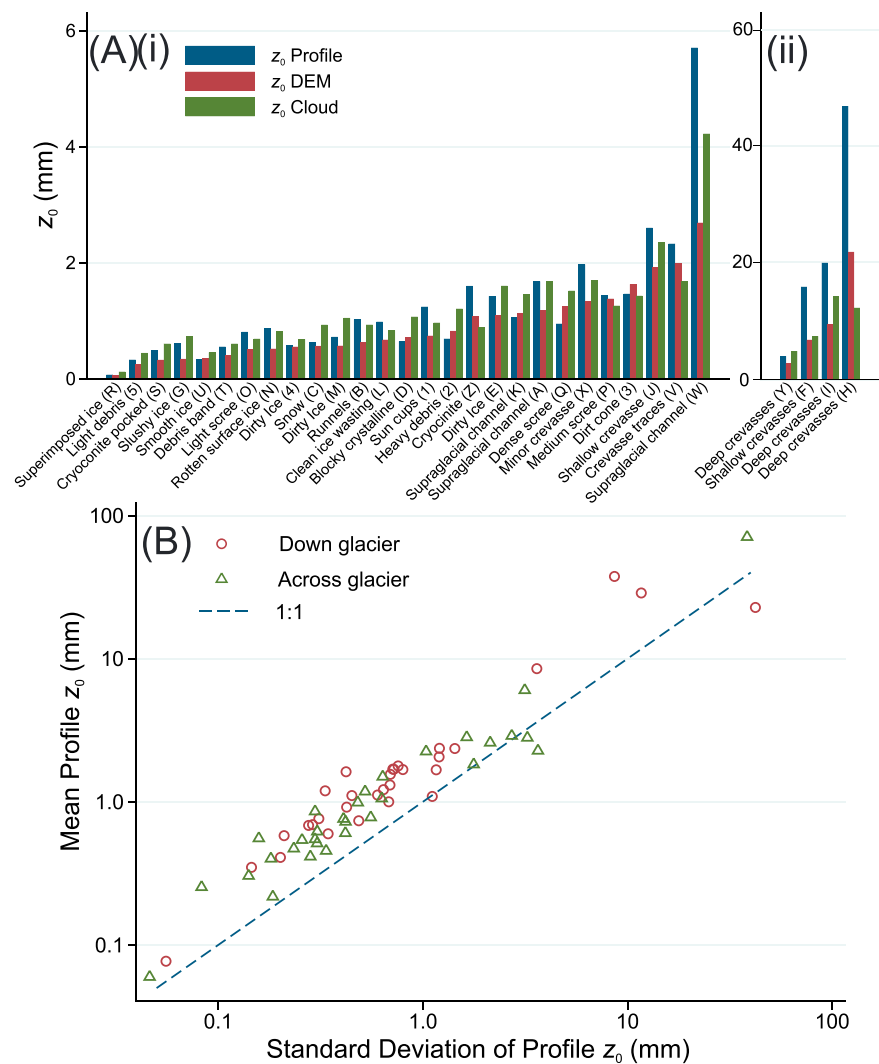 (A)(i)
z₀ Profile
z₀ DEM
z₀ Cloud
(ii)
z₀ (mm)
6
4
2
0
60
40
20
0
Superimposed ice (R)
Light debris (5)
Cryoconite pocked (S)
Slushy ice (G)
Smooth ice (U)
Debris band (T)
Light scree (O)
Rotten surface ice (N)
Dirty Ice (4)
Snow (C)
Dirty Ice (M)
Runnels (B)
Clean ice wasting (L)
Blocky crystalline (D)
Sun cups (1)
Heavy debris (2)
Cryocinite (Z)
Dirty Ice (E)
Supraglacial channel (K)
Supraglacial channel (A)
Dense scree (Q)
Minor crevasse (X)
Medium scree (P)
Dirt cone (3)
Shallow crevasse (J)
Crevasse traces (V)
Supraglacial channel (W)
Deep crevasses (Y)
Shallow crevasses (F)
Deep crevasses (I)
Deep crevasses (H)
(B)
Down glacier
Across glacier
1:1
Mean Profile z₀ (mm)
100
10
1.0
0.1
0.1
1.0
10
100
Standard Deviation of Profile z₀ (mm)